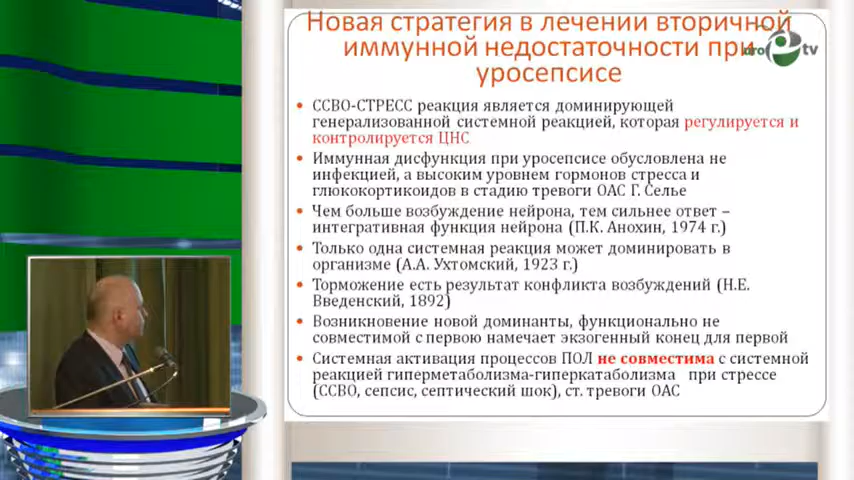 Новая стратегия в лечении вторичной
иммунной недостаточности при
уросепсисе
tv
• ССВО-СТРЕСС реакция является доминирующей
генерализованной системной реакцией, которая регулируется и
контролируется ЦНС
• Иммунная дисфункция при уросепсисе обусловлена не
инфекцией, а высоким уровнем гормонов стресса и
глюкокортикоидов в стадию тревоги ОАС Г. Селье
• Чем больше возбуждение нейрона, тем сильнее ответ –
интегративная функция нейрона (П.К. Анохин, 1974 г.)
• Только одна системная реакция может доминировать в
организме (А.А. Ухтомский, 1923 г.)
• Торможение есть результат конфликта возбуждений (Н.Е.
Введенский, 1892)
• Возникновение новой доминанты, функционально не
совместимой с первою намечает экзогенный конец для первой
• Системная активация процессов ПОЛ не совместима с системной
реакцией гиперметаболизма-гиперкатаболизма при стрессе
(ССВО, сепсис, септический шок), ст. тревоги ОАС